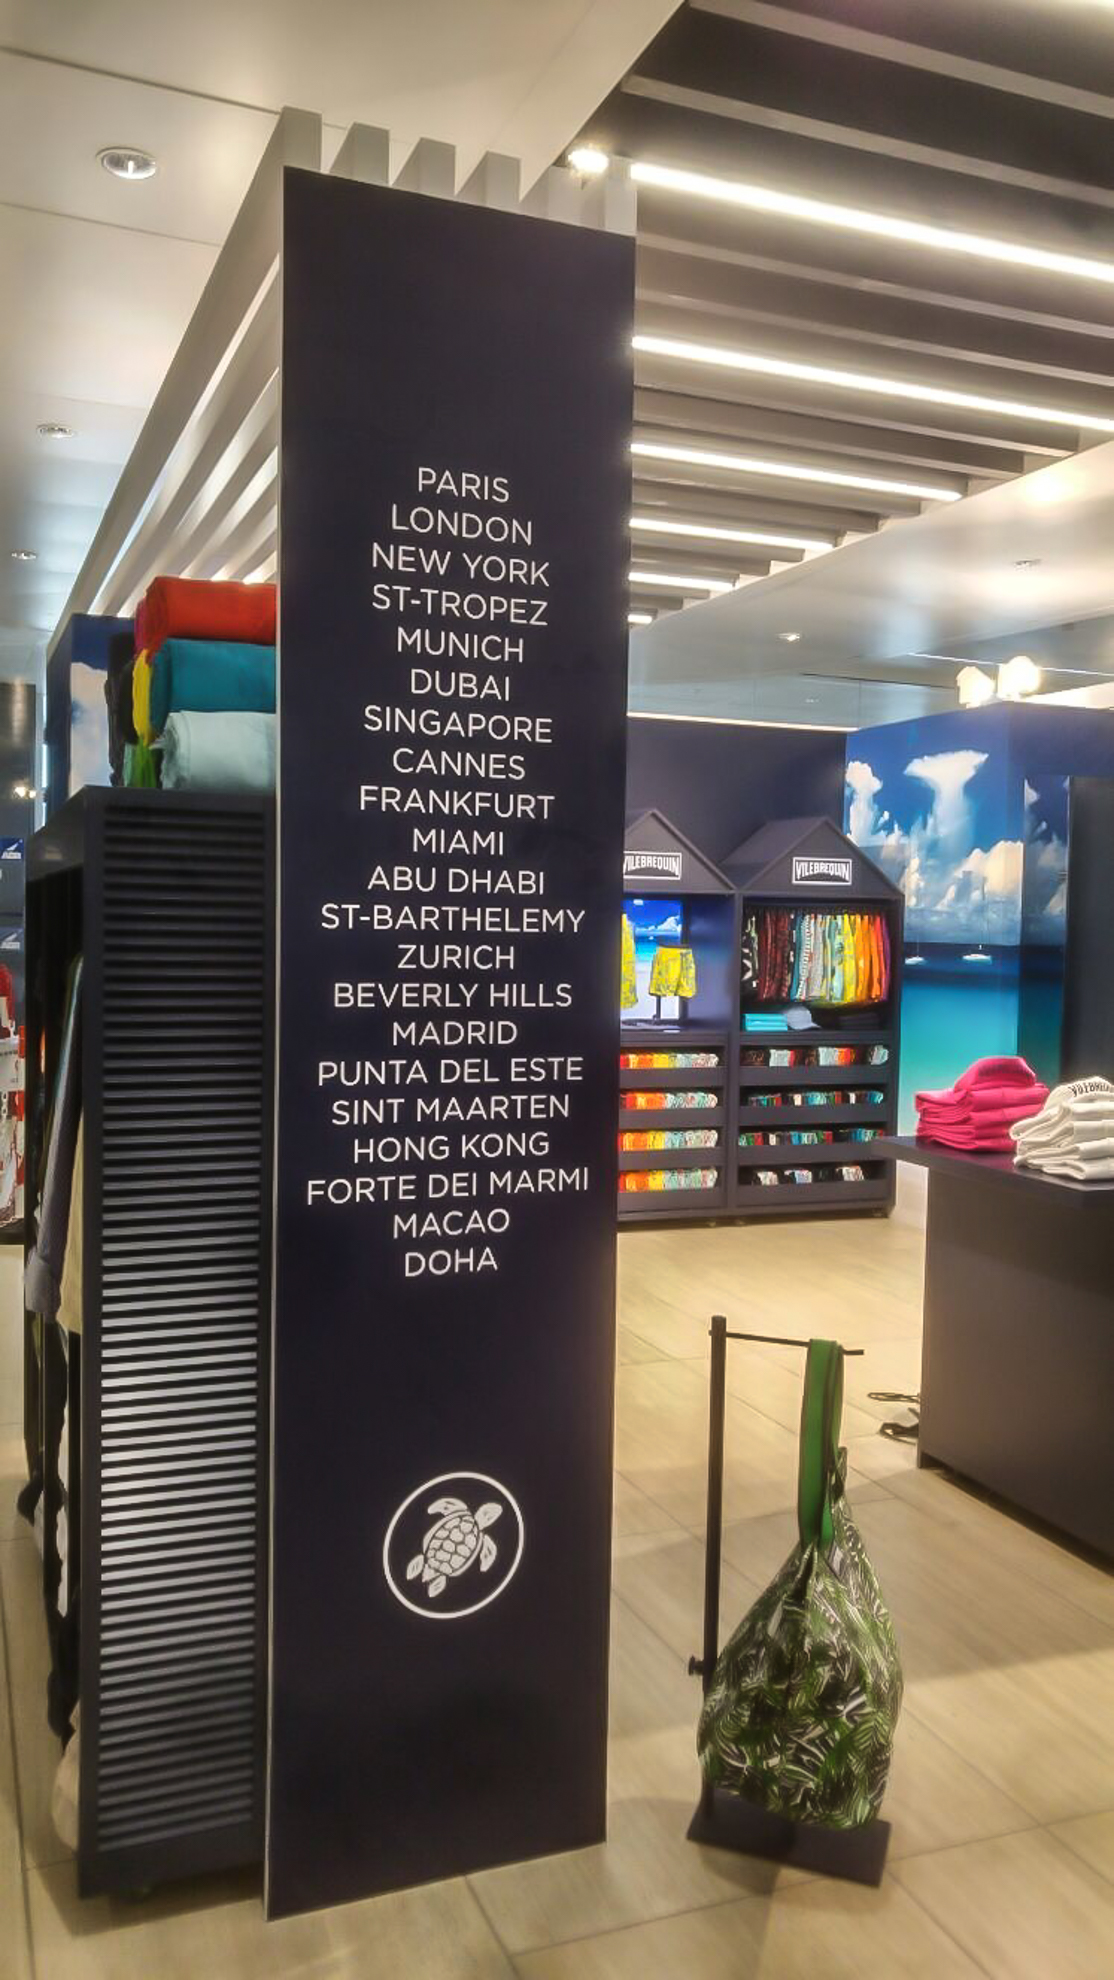 PARIS
LONDON
NEW YORK
ST-TROPEZ
MUNICH
DUBAI
SINGAPORE
CANNES
FRANKFURT
MIAMI
ABU DHABI
ST-BARTHELEMY
ZURICH
BEVERLY HILLS
MADRID
PUNTA DEL ESTE
SINT MAARTEN
HONG KONG
FORTE DEI MARMI
MACAO
DOHA
VILEBREQUIN
VILEBREQUIN